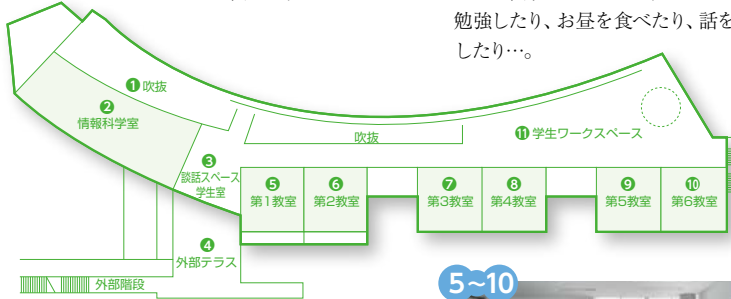 勉強したり、お昼を食べたり、話を
したり…。
❶吹抜
❷
情報科学室
吹抜
⓫学生ワークスペース
❸
談話スペース
学生室
❺
第1教室
❻
第2教室
❼
第3教室
❽
第4教室
❾
第5教室
❿
第6教室
❹
外部テラス
外部階段
5~10